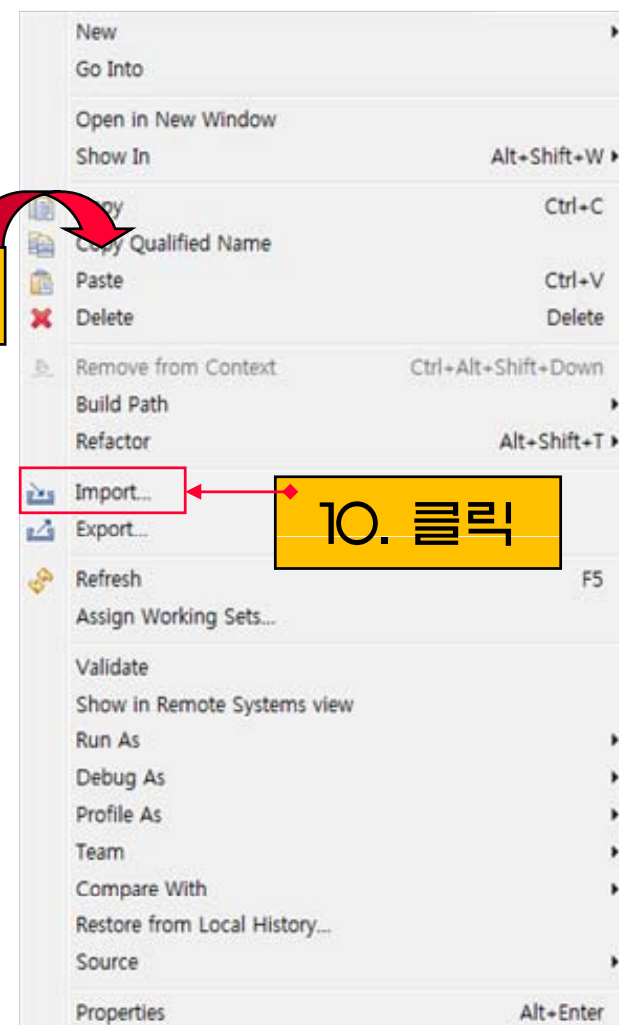 New
Go Into
Open in New Window
Show In Alt+Shift+W
Copy Ctrl+C
Copy Qualified Name
Paste Ctrl+V
Delete Delete
Remove from Context Ctrl+Alt+Shift+Down
Build Path
Refactor Alt+Shift+T
Import...
10. 클릭
Export...
Refresh F5
Assign Working Sets...
Validate
Show in Remote Systems view
Run As
Debug As
Profile As
Team
Compare With
Restore from Local History...
Source
Properties Alt+Enter